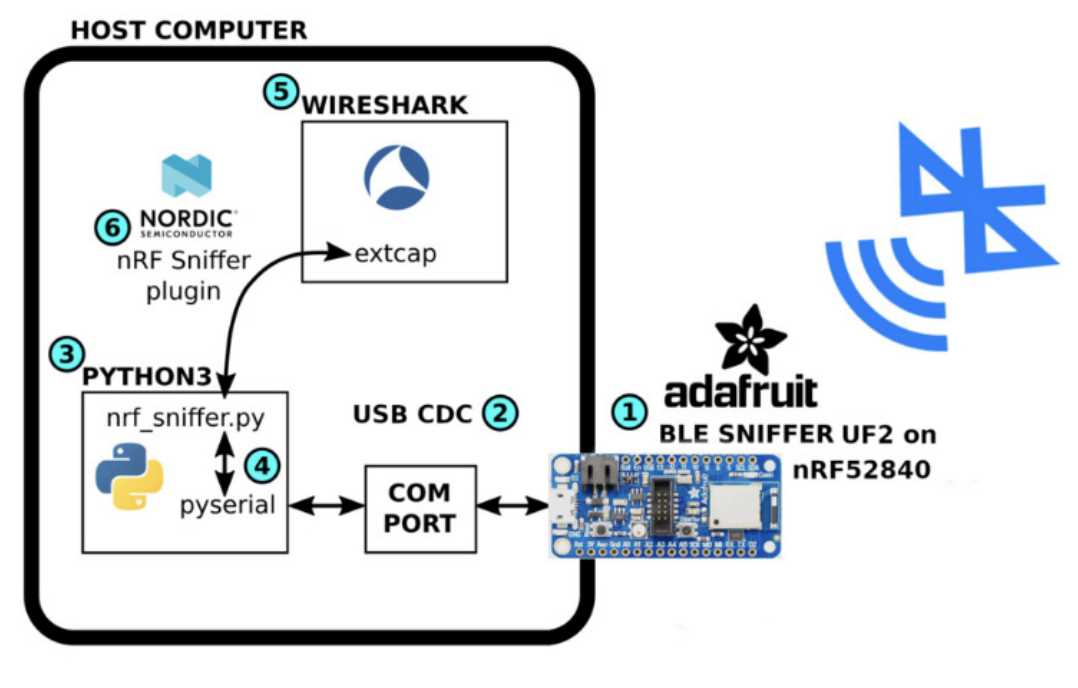 HOST COMPUTER
5
WIRESHARK
extcap
6
NORDIC
SEMICONDUCTOR
nRF Sniffer
plugin
3
PYTHON3
nrf_sniffer.py
4
pyserial
USB CDC 2
COM
PORT
1
adafruit
BLE SNIFFER UF2 on
nRF52840